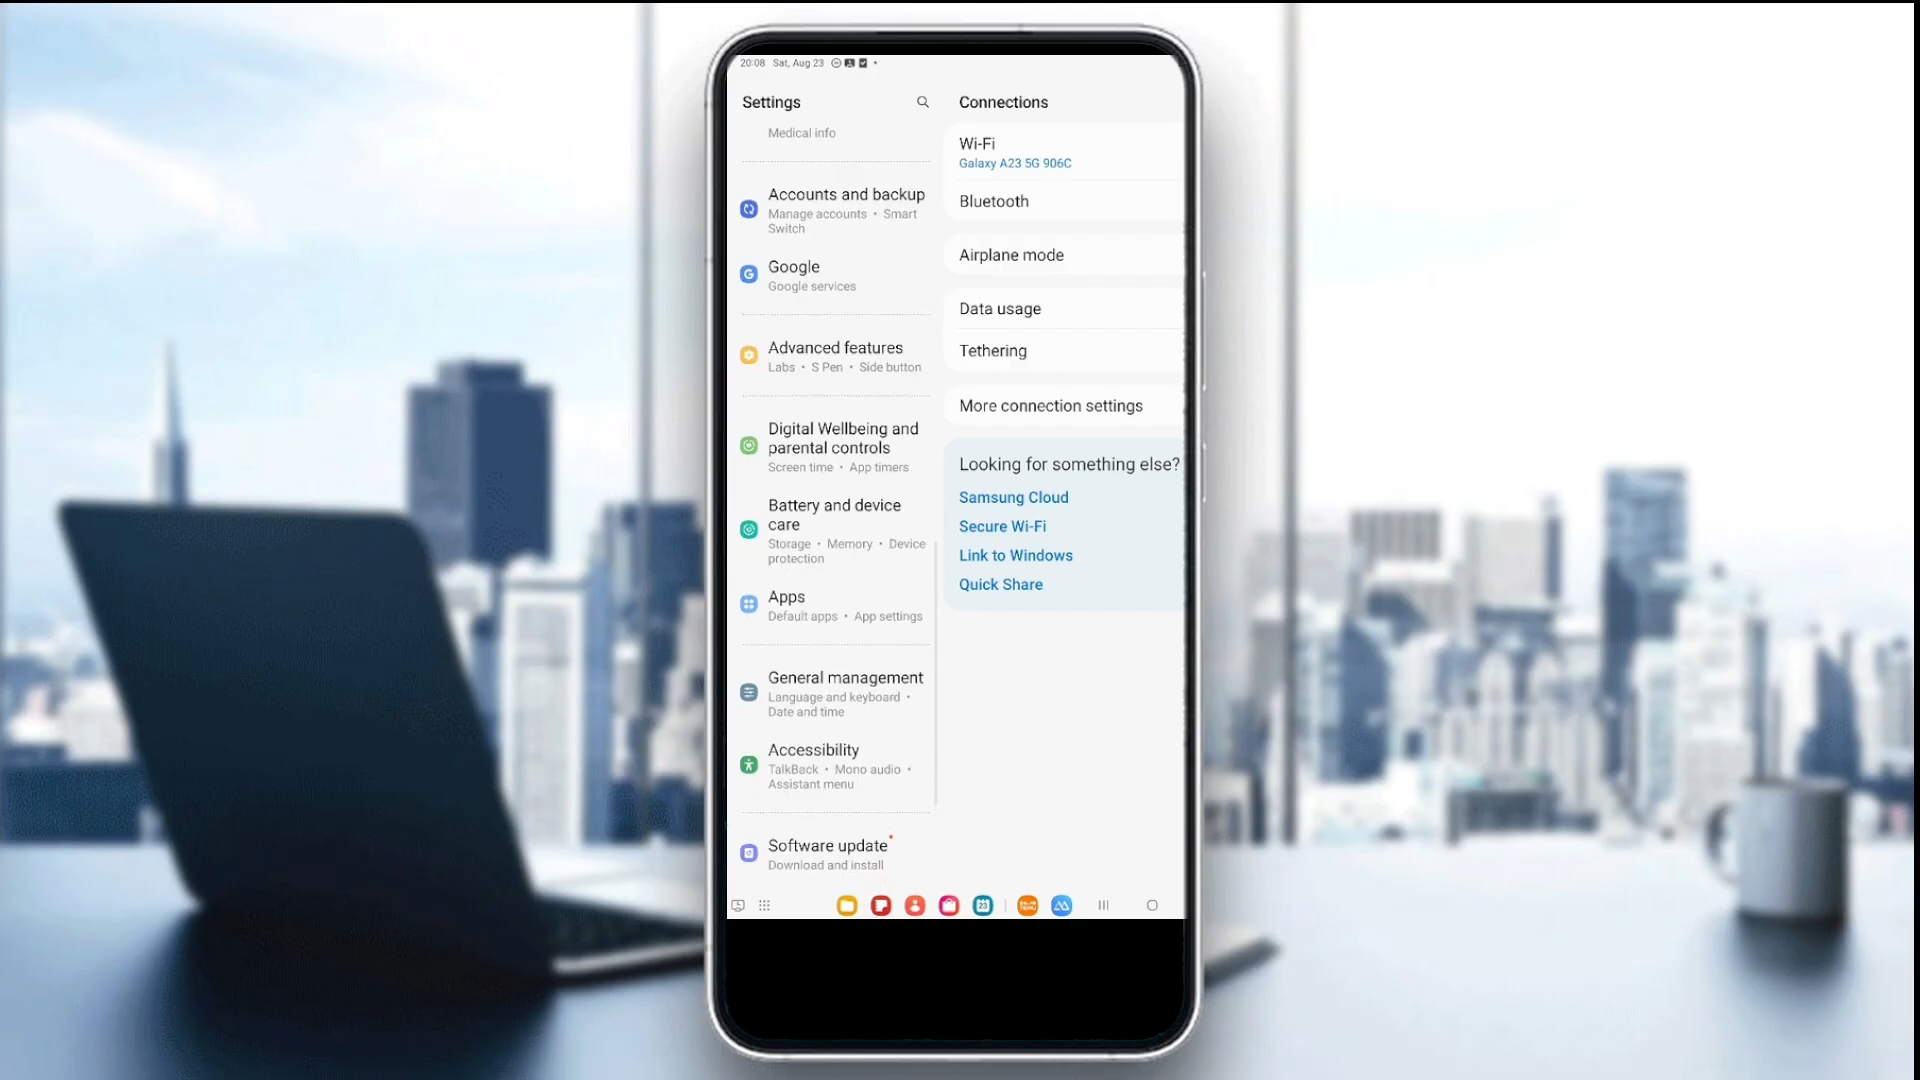 20:08 Sat, Aug 23
Settings
Medical info
Accounts and backup
Manage accounts • Smart
Switch
Google
Google services
Advanced features
Labs • S Pen • Side button
Digital Wellbeing and
parental controls
Screen time • App timers
Battery and device
care
Storage • Memory • Device
protection
Apps
Default apps • App settings
General management
Language and keyboard •
Date and time
Accessibility
TalkBack • Mono audio •
Assistant menu
Software update
Download and install
Connections
Wi-Fi
Galaxy A23 5G 906C
Bluetooth
Airplane mode
Data usage
Tethering
More connection settings
Looking for something else?
Samsung Cloud
Secure Wi-Fi
Link to Windows
Quick Share
23